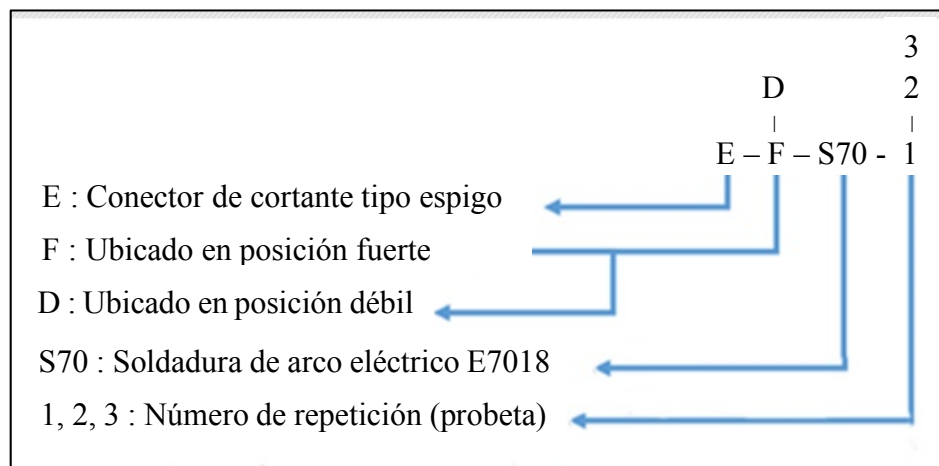 3
D 2
E – F – S70 - 1
E : Conector de cortante tipo espigo
F : Ubicado en posición fuerte
D : Ubicado en posición débil
S70 : Soldadura de arco eléctrico E7018
1, 2, 3 : Número de repetición (probeta)